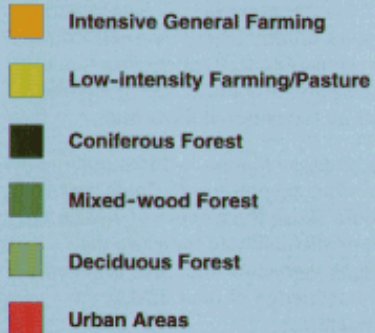 Intensive General Farming
Low-intensity Farming/Pasture
Coniferous Forest
Mixed-wood Forest
Deciduous Forest
Urban Areas